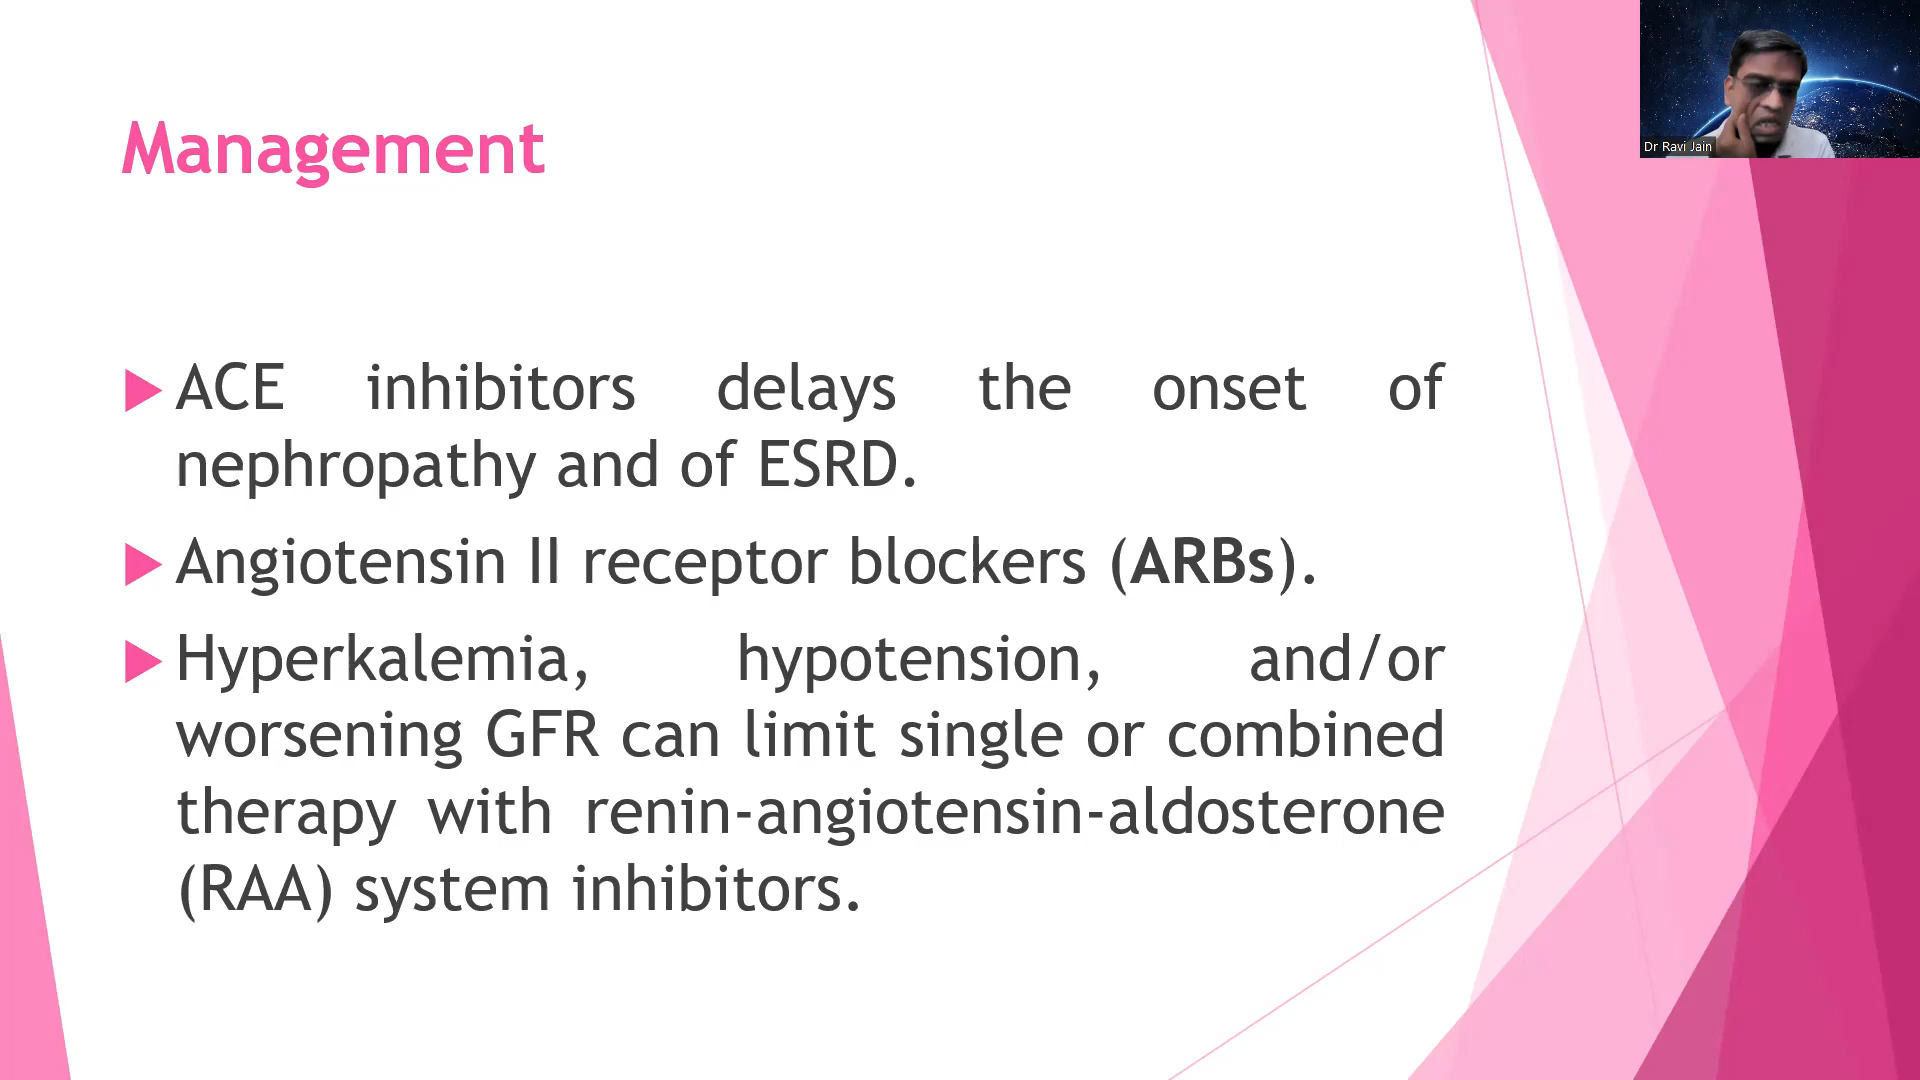 Management
ACE inhibitors delays the onset of
nephropathy and of ESRD.
Angiotensin II receptor blockers (ARBs).
Hyperkalemia, hypotension, and/or
worsening GFR can limit single or combined
therapy with renin-angiotensin-aldosterone
(RAA) system inhibitors.
Dr Ravi Jain